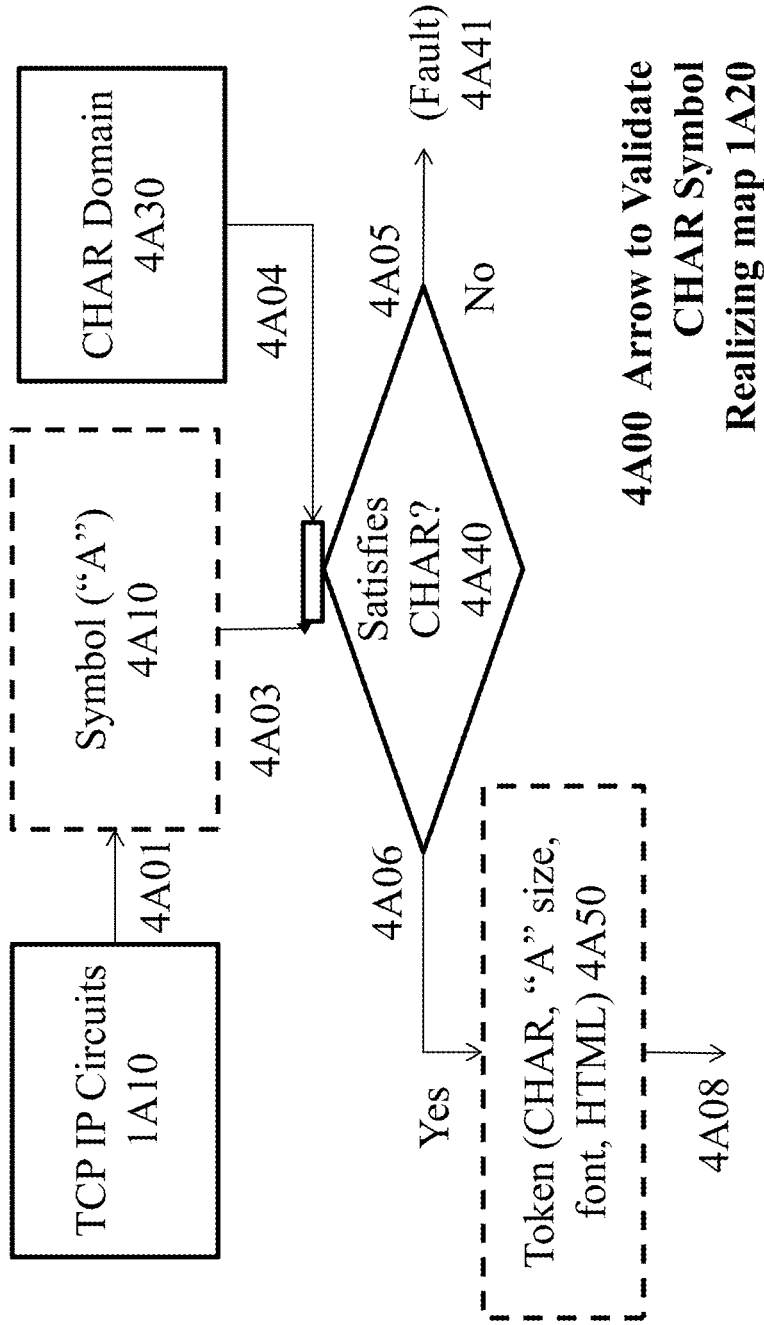 TCP IP Circuits
1A10
4A01
Symbol (“A”)
4A10
CHAR Domain
4A30
4A03
4A04
Satisfies
CHAR?
4A40
4A06
Yes
4A05
No
(Fault)
4A41
Token (CHAR, “A” size,
font, HTML) 4A50
4A08
4A00 Arrow to Validate
CHAR Symbol
Realizing map 1A20